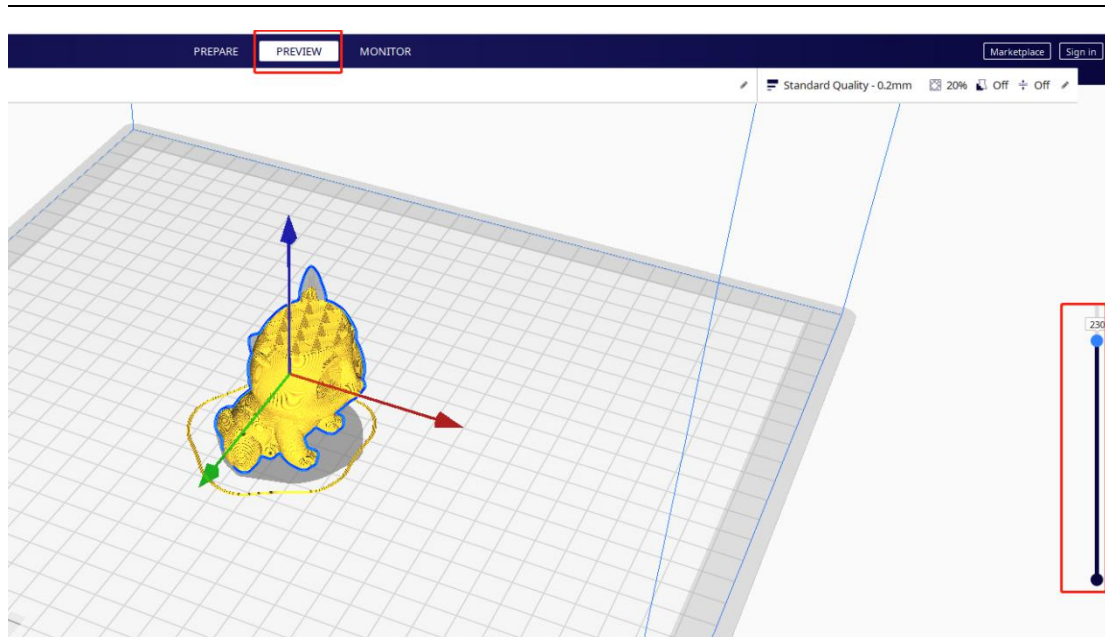 PREPARE PREVIEW MONITOR Marketplace Sign in
Standard Quality - 0.2mm 20% Off Off
230